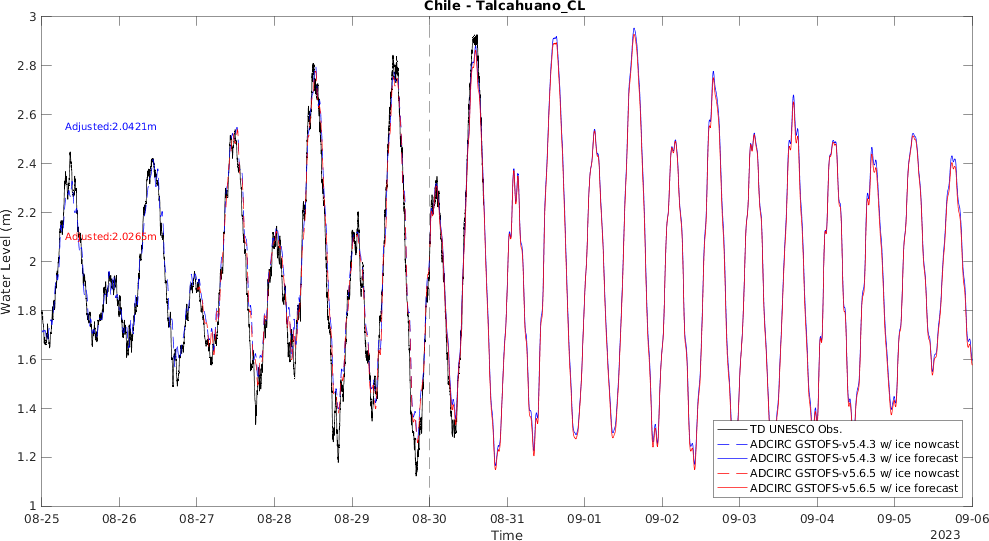 Chile - Talcahuano_CL
3
2.8
2.6
2.4
2.2
2
1.8
1.6
1.4
1.2
1
Water Level (m)
Adjusted:2.0421m
Adjusted:2.0265m
TD UNESCO Obs.
ADCIRC GSTOFS-v5.4.3 w/ ice nowcast
ADCIRC GSTOFS-v5.4.3 w/ ice forecast
ADCIRC GSTOFS-v5.6.5 w/ ice nowcast
ADCIRC GSTOFS-v5.6.5 w/ ice forecast
08-25 08-26 08-27 08-28 08-29 08-30 08-31 09-01 09-02 09-03 09-04 09-05 09-06
Time
2023